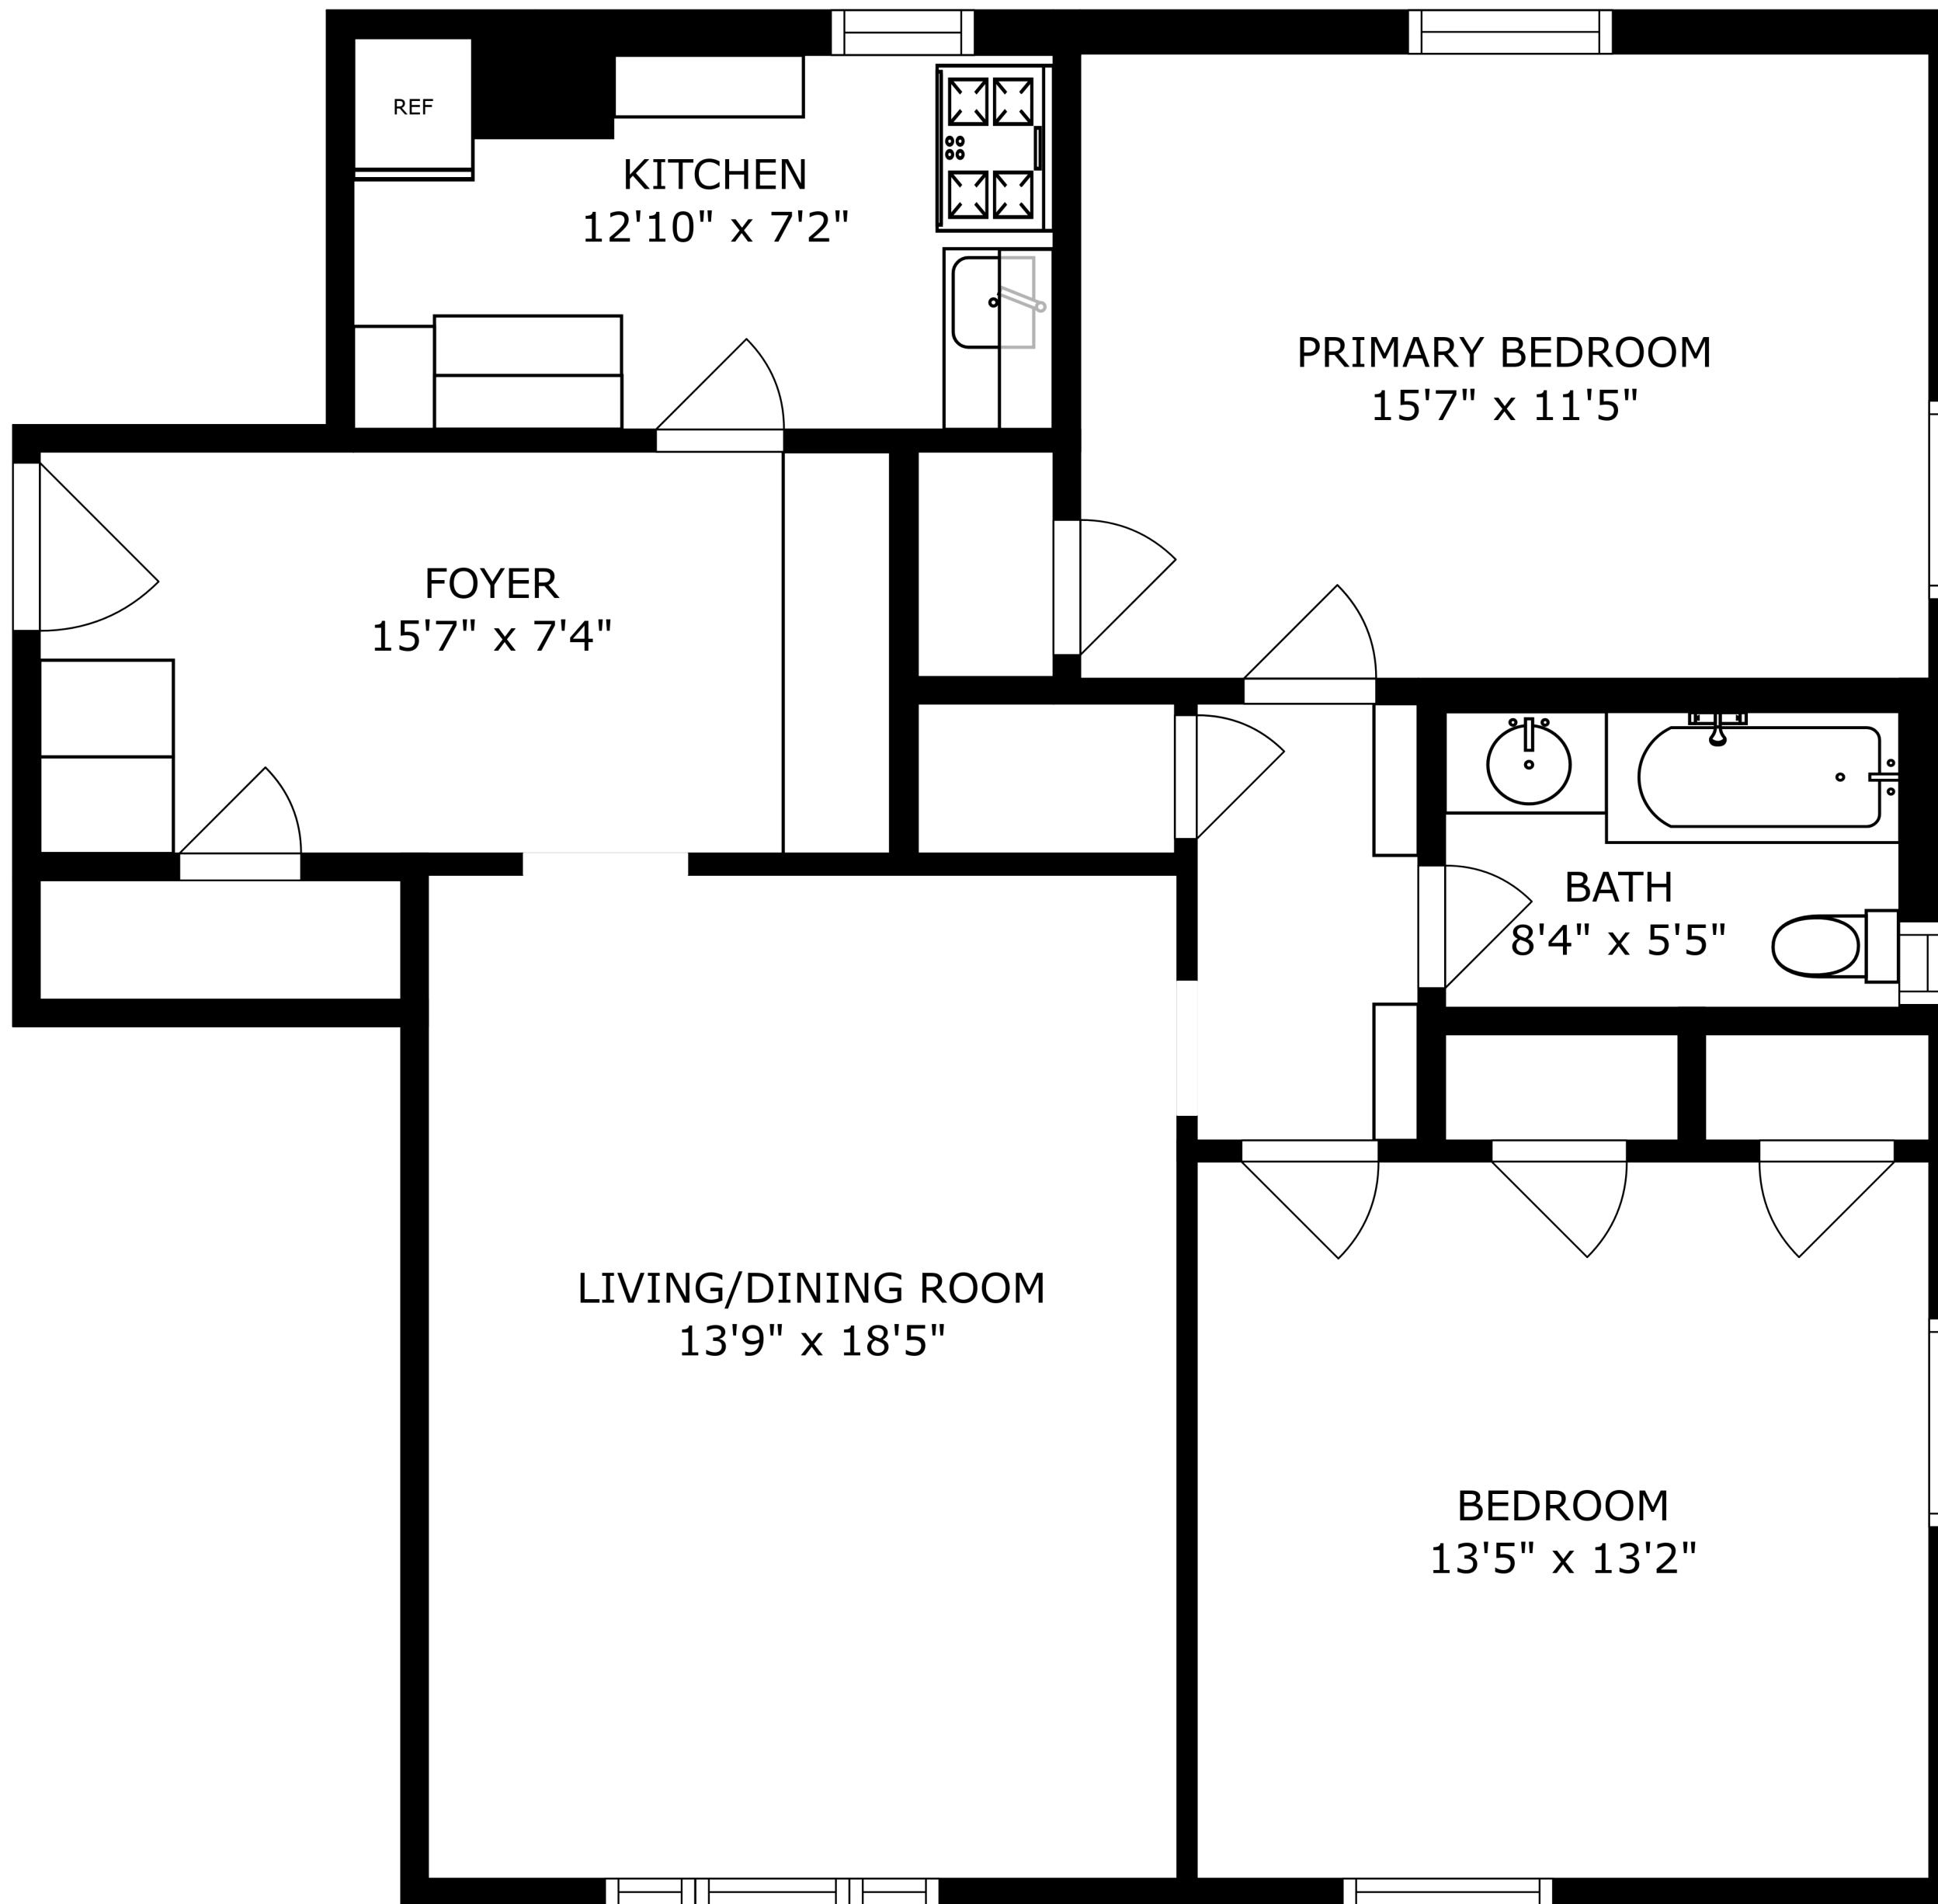 REF
KITCHEN
12'10" x 7'2"
PRIMARY BEDROOM
15'7" x 11'5"
FOYER
15'7" x 7'4"
BATH
8'4" x 5'5"
LIVING/DINING ROOM
13'9" x 18'5"
BEDROOM
13'5" x 13'2"